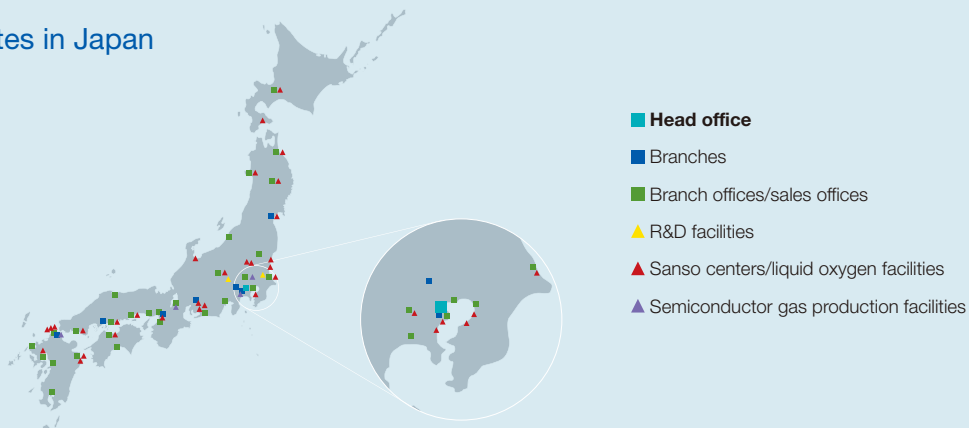 tes in Japan
Head office
Branches
Branch offices/sales offices
R&D facilities
Sanso centers/liquid oxygen facilities
Semiconductor gas production facilities